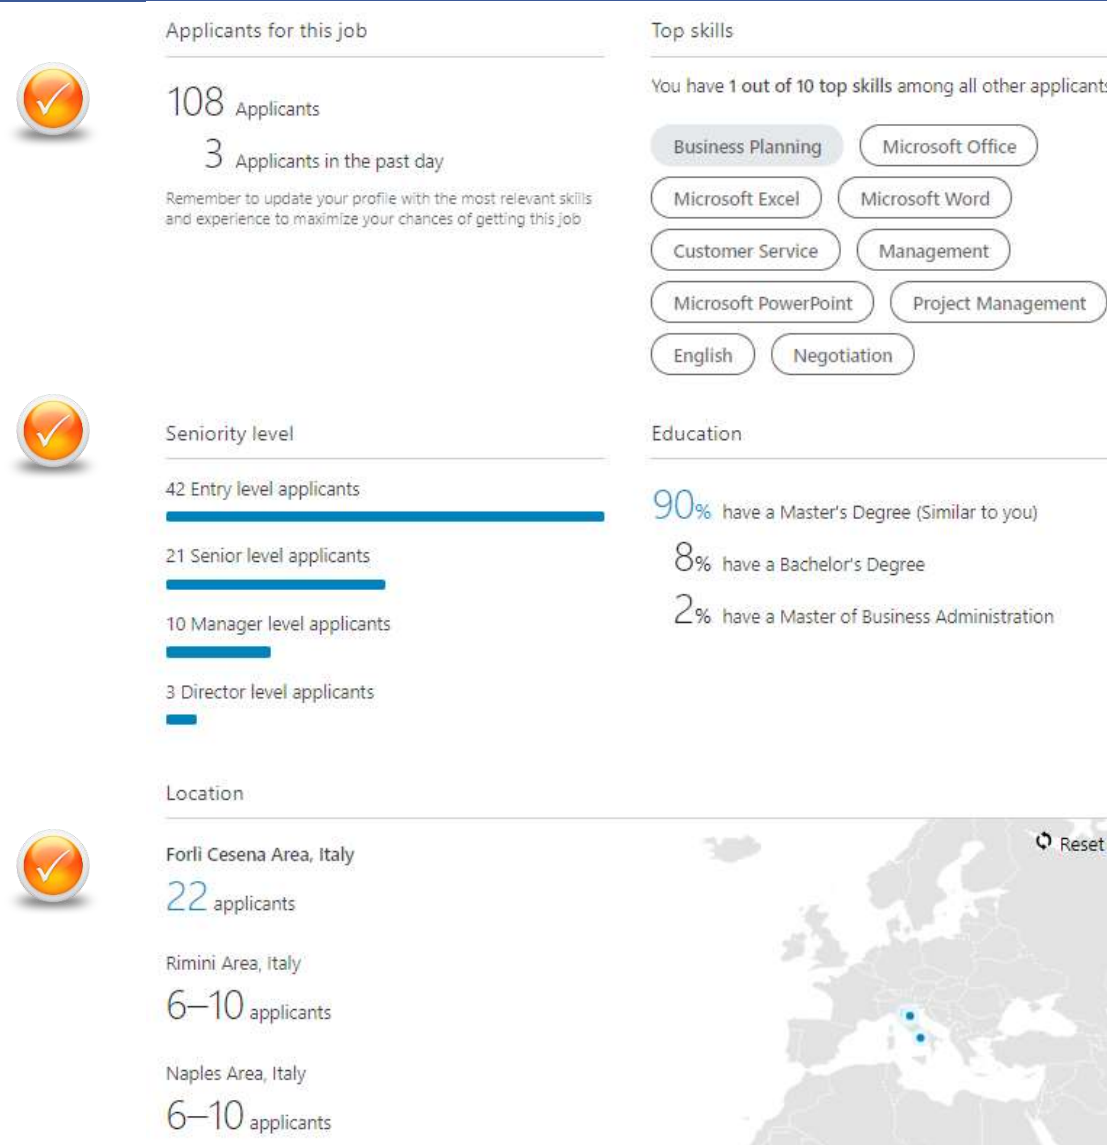 Applicants for this job
108 Applicants
3 Applicants in the past day
Remember to update your profile with the most relevant skills
and experience to maximize your chances of getting this job
Top skills
You have 1 out of 10 top skills among all other applicants
Business Planning
Microsoft Office
Microsoft Excel
Microsoft Word
Customer Service
Management
Microsoft PowerPoint
Project Management
English
Negotiation
Seniority level
42 Entry level applicants
21 Senior level applicants
10 Manager level applicants
3 Director level applicants
Education
90% have a Master's Degree (Similar to you)
8% have a Bachelor's Degree
2% have a Master of Business Administration
Location
Forlì Cesena Area, Italy
22 applicants
Rimini Area, Italy
6–10 applicants
Naples Area, Italy
6–10 applicants
Reset